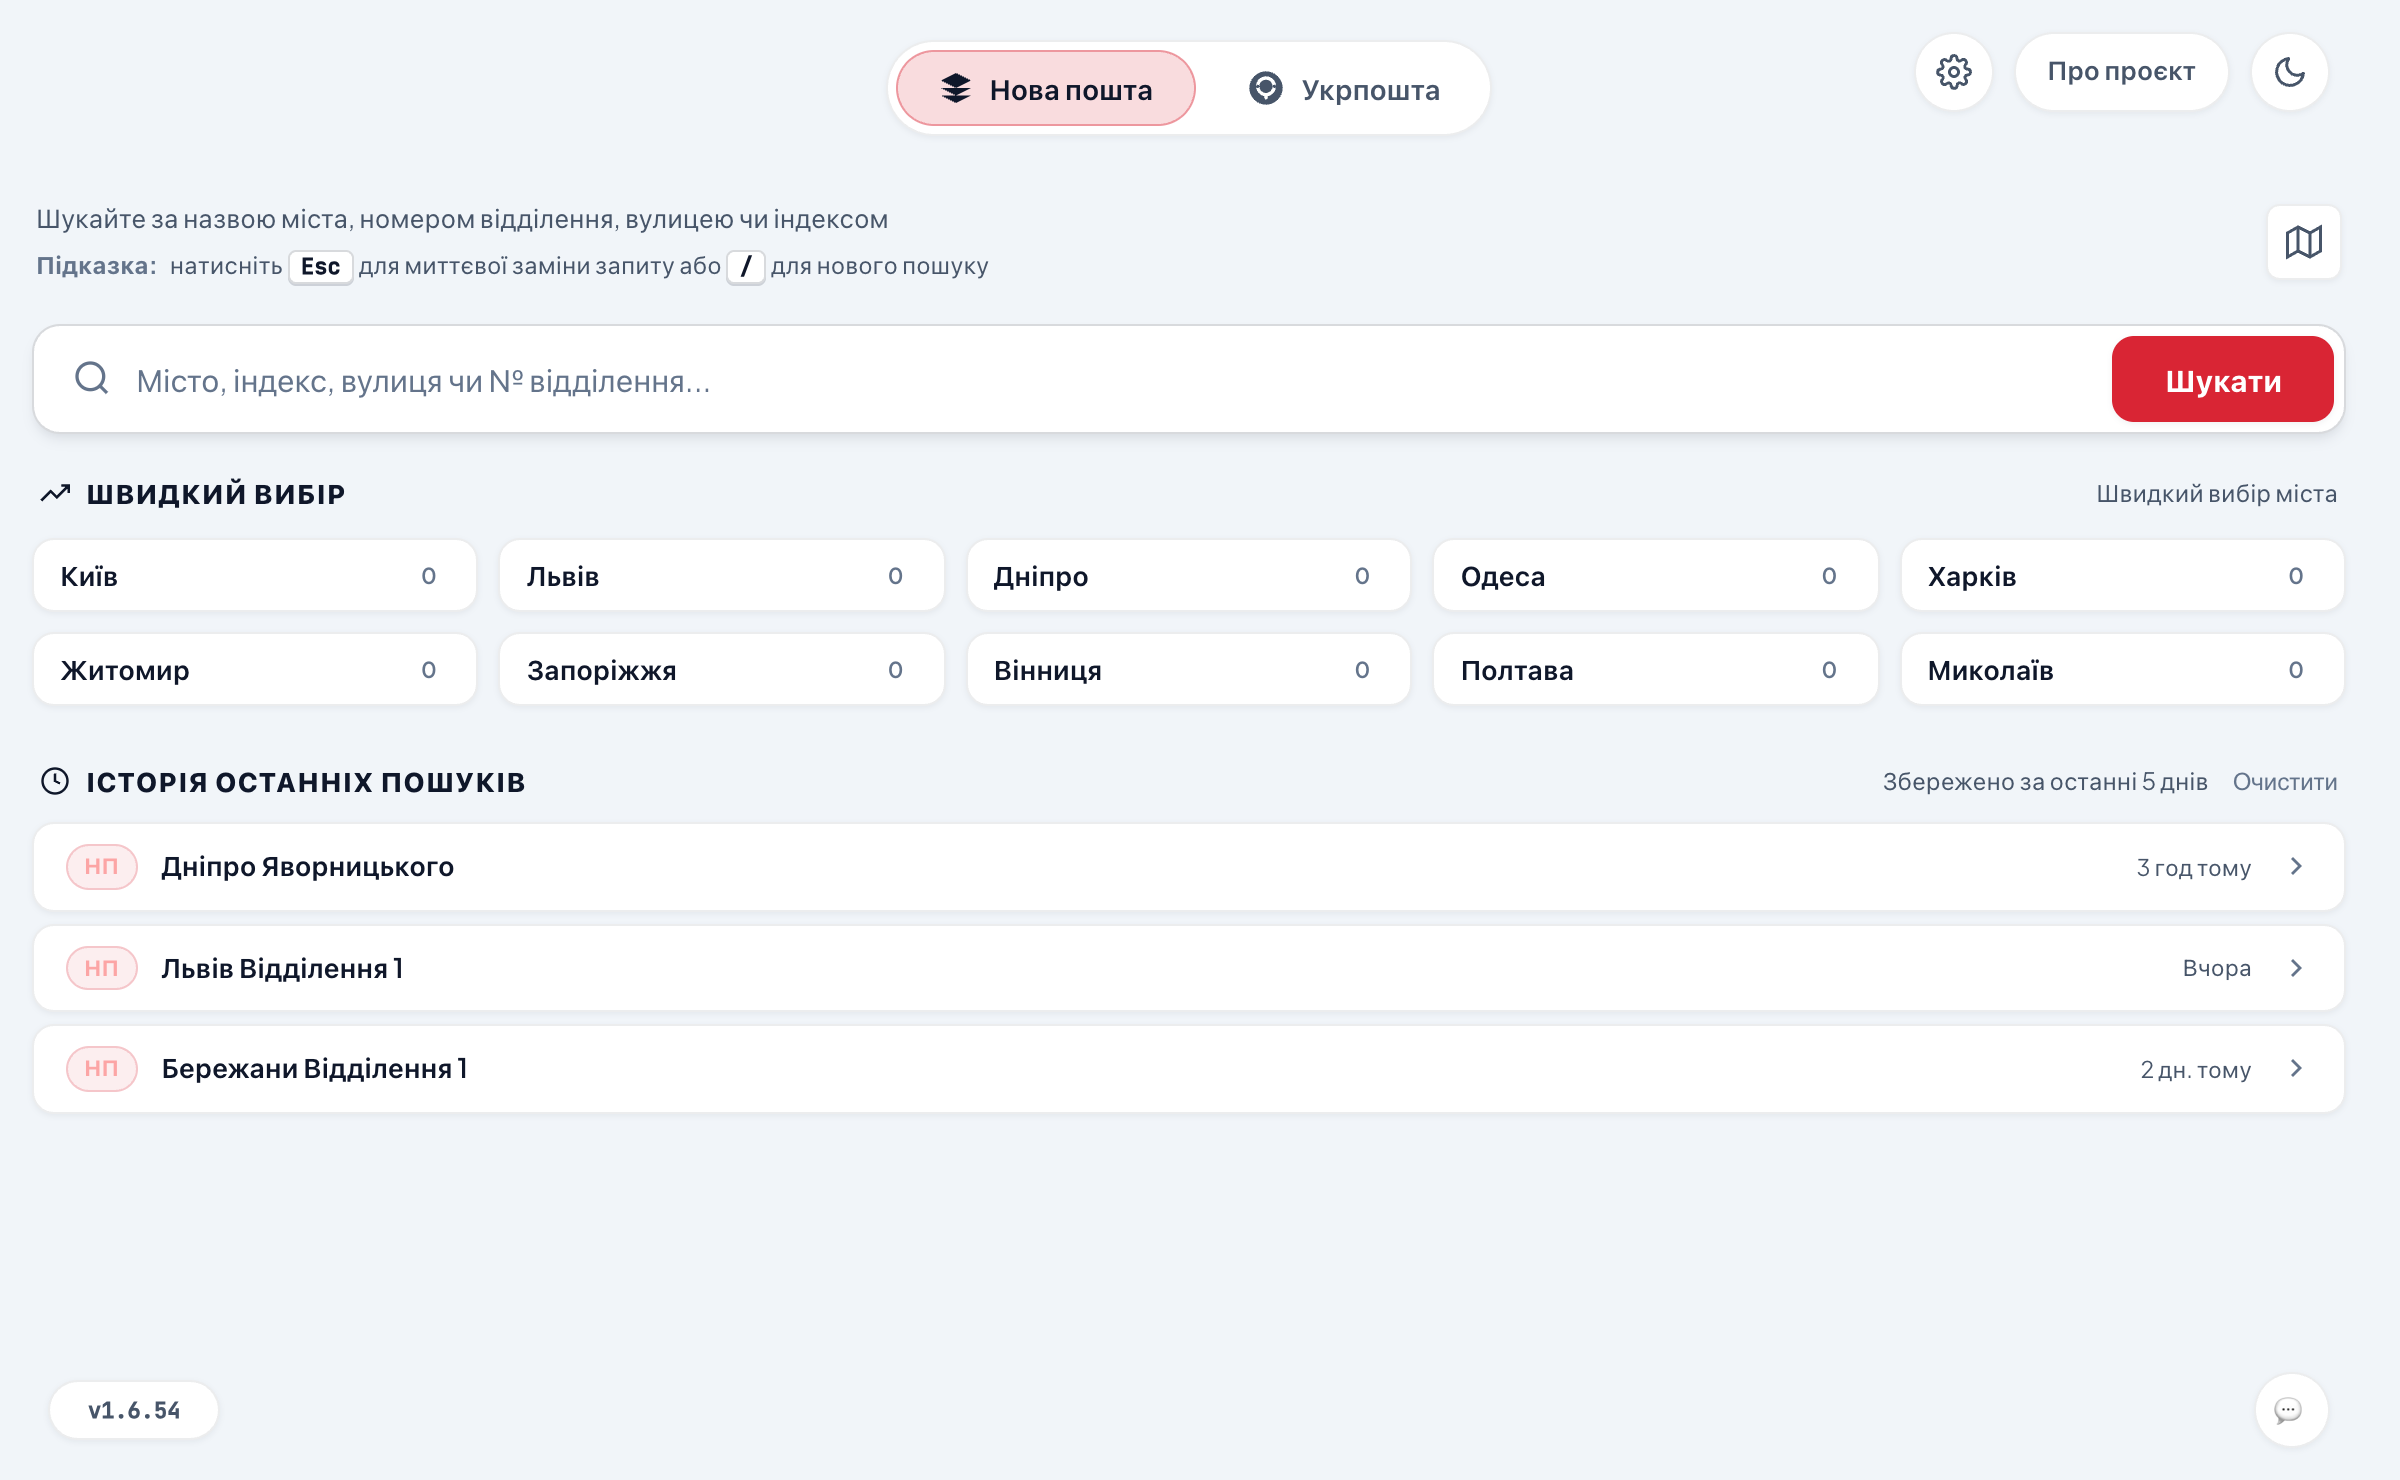 Нова пошта
Укрпошта
Про проєкт
Шукайте за назвою міста, номером відділення, вулицею чи індексом
Підказка: натисніть Esc для миттєвої заміни запиту або / для нового пошуку
Місто, індекс, вулиця чи № відділення...
Шукати
ШВИДКИЙ ВИБІР
Швидкий вибір міста
Київ 0
Львів 0
Дніпро 0
Одеса 0
Харків 0
Житомир 0
Запоріжжя 0
Вінниця 0
Полтава 0
Миколаїв 0
ІСТОРІЯ ОСТАННІХ ПОШУКІВ
Збережено за останні 5 днів Очистити
НП Дніпро Яворницького 3 год тому
НП Львів Відділення 1 Вчора
НП Бережани Відділення 1 2 дн. тому
v1.6.54